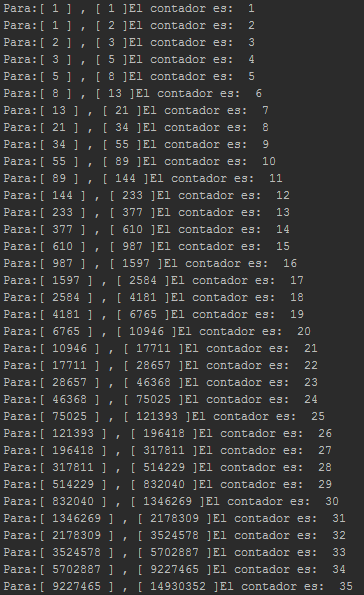 Para:[ 1 ] , [ 1 ]El contador es:  1
Para:[ 1 ] , [ 2 ]El contador es:  2
Para:[ 2 ] , [ 3 ]El contador es:  3
Para:[ 3 ] , [ 5 ]El contador es:  4
Para:[ 5 ] , [ 8 ]El contador es:  5
Para:[ 8 ] , [ 13 ]El contador es:  6
Para:[ 13 ] , [ 21 ]El contador es:  7
Para:[ 21 ] , [ 34 ]El contador es:  8
Para:[ 34 ] , [ 55 ]El contador es:  9
Para:[ 55 ] , [ 89 ]El contador es:  10
Para:[ 89 ] , [ 144 ]El contador es:  11
Para:[ 144 ] , [ 233 ]El contador es:  12
Para:[ 233 ] , [ 377 ]El contador es:  13
Para:[ 377 ] , [ 610 ]El contador es:  14
Para:[ 610 ] , [ 987 ]El contador es:  15
Para:[ 987 ] , [ 1597 ]El contador es:  16
Para:[ 1597 ] , [ 2584 ]El contador es:  17
Para:[ 2584 ] , [ 4181 ]El contador es:  18
Para:[ 4181 ] , [ 6765 ]El contador es:  19
Para:[ 6765 ] , [ 10946 ]El contador es:  20
Para:[ 10946 ] , [ 17711 ]El contador es:  21
Para:[ 17711 ] , [ 28657 ]El contador es:  22
Para:[ 28657 ] , [ 46368 ]El contador es:  23
Para:[ 46368 ] , [ 75025 ]El contador es:  24
Para:[ 75025 ] , [ 121393 ]El contador es:  25
Para:[ 121393 ] , [ 196418 ]El contador es:  26
Para:[ 196418 ] , [ 317811 ]El contador es:  27
Para:[ 317811 ] , [ 514229 ]El contador es:  28
Para:[ 514229 ] , [ 832040 ]El contador es:  29
Para:[ 832040 ] , [ 1346269 ]El contador es:  30
Para:[ 1346269 ] , [ 2178309 ]El contador es:  31
Para:[ 2178309 ] , [ 3524578 ]El contador es:  32
Para:[ 3524578 ] , [ 5702887 ]El contador es:  33
Para:[ 5702887 ] , [ 9227465 ]El contador es:  34
Para:[ 9227465 ] , [ 14930352 ]El contador es:  35